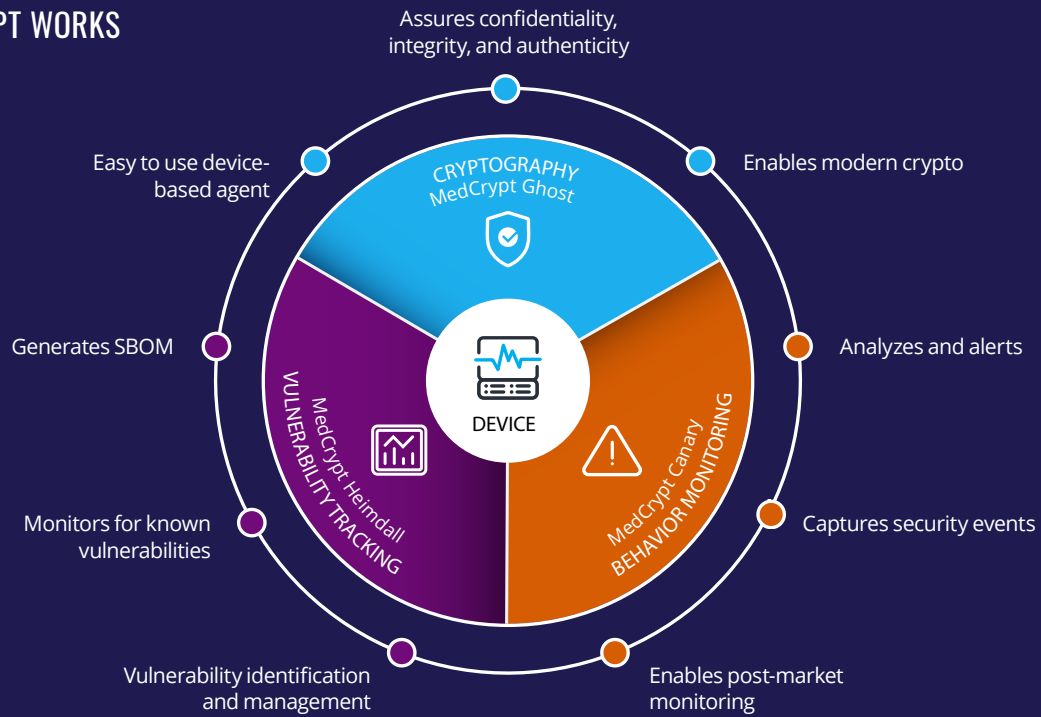 PT WORKS
Assures confidentiality,
integrity, and authenticity
Easy to use device-
based agent
Enables modern crypto
CRYPTOGRAPHY
MedCrypt Ghost
Generates SBOM
Analyzes and alerts
DEVICE
MedCrypt Heimdall
VULNERABILITY TRACKING
MedCrypt Canary
BEHAVIOR MONITORING
Monitors for known
vulnerabilities
Captures security events
Vulnerability identification
and management
Enables post-market
monitoring